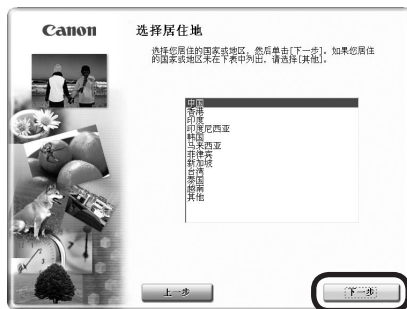 Canon
选择居住地
选择您居住的国家或地区，然后单击[下一步]。如果您居住
的国家或地区未在下表中列出，请选择[其他]。
中国
香港
印度
印度尼西亚
韩国
马来西亚
菲律宾
新加坡
台湾
泰国
越南
其他
上一步
下一步